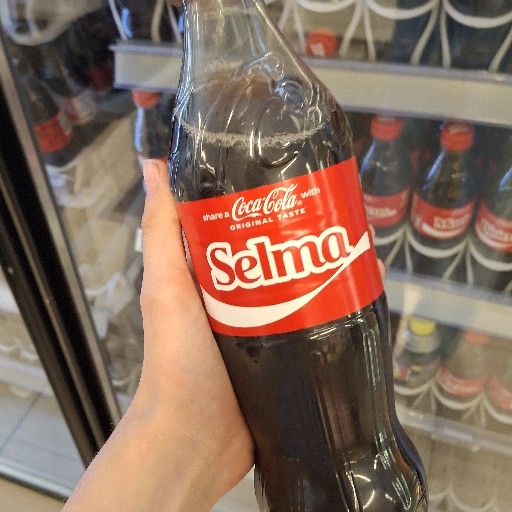 share a Coca-Cola® with
ORIGINAL TASTE
Selma